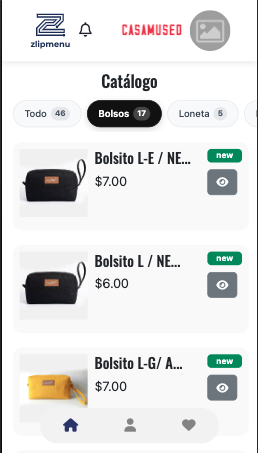 zlipmenu
CASAMUSEO
Catálogo
Todo 46
Bolsos 17
Loneta 5
Bolsito L-E / NE...
new
$7.00
Bolsito L / NE...
new
$6.00
Bolsito L-G/ A...
new
$7.00